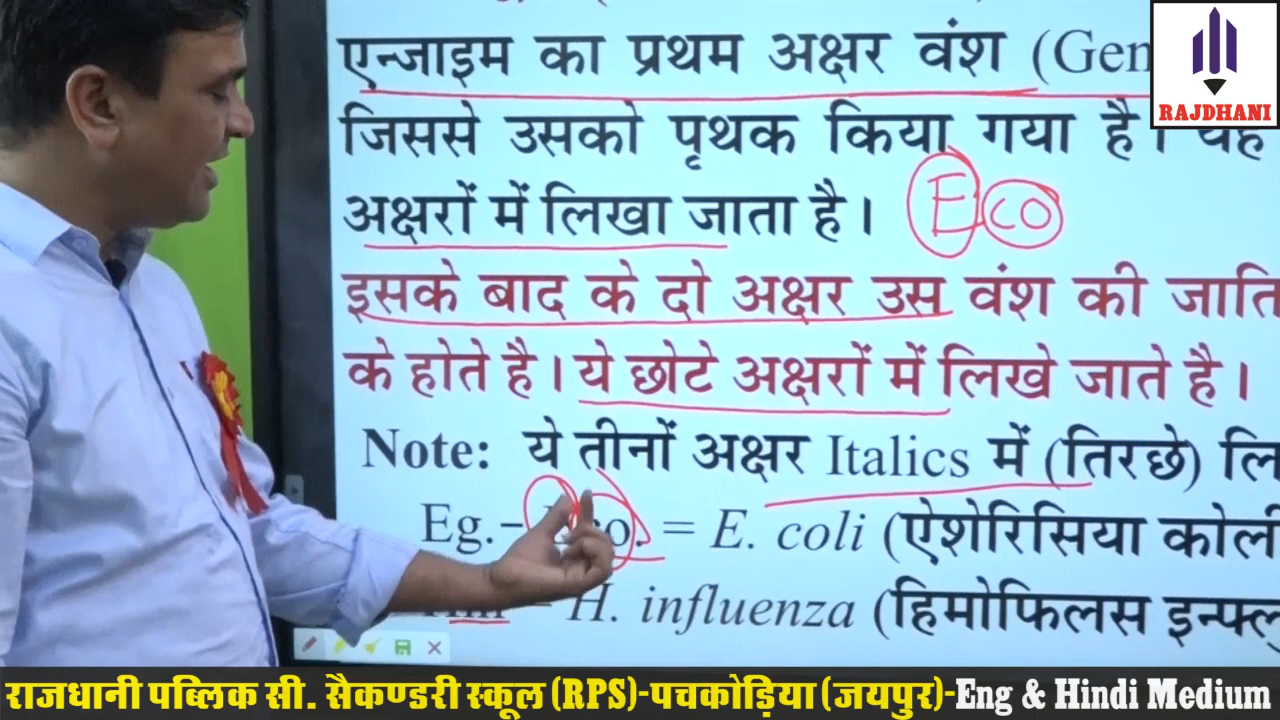 एन्जाइम का प्रथम अक्षर वंश (Gen
RAJDHANI
जिससे उसको पृथक किया गया है। यह
अक्षरों में लिखा जाता है। Eco
इसके बाद के दो अक्षर उस वंश की जाति
के होते है। ये छोटे अक्षरों में लिखे जाते है।
Note: ये तीनों अक्षर Italics में (तिरछे) लि
Eg.- co. = E. coli (ऐशेरिसिया कोली
= H. influenza (हिमोफिलस इन्फ्लु
राजधानी पब्लिक सी. सैकण्डरी स्कूल (RPS)-पचकोड़िया (जयपुर)-Eng & Hindi Medium